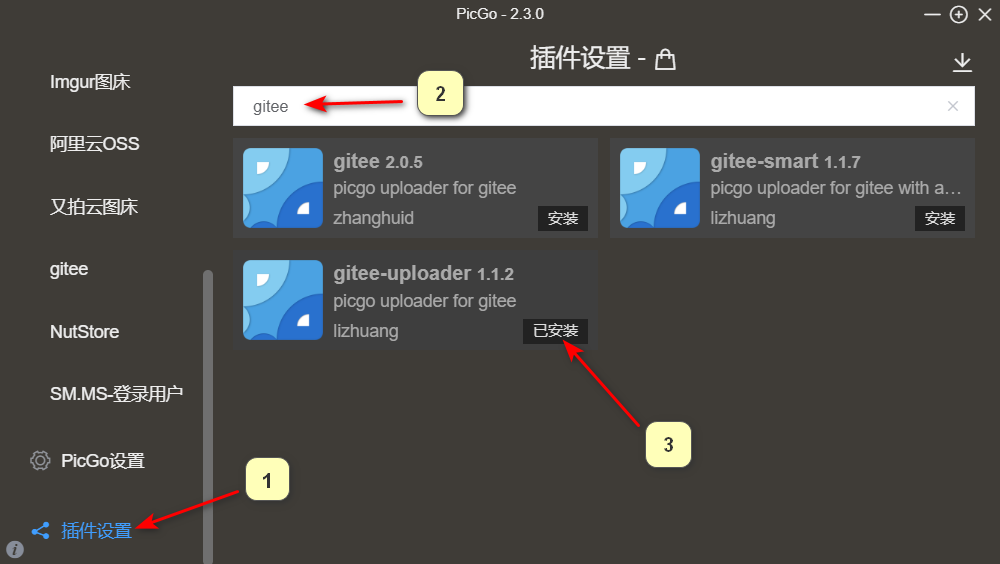 PicGo - 2.3.0
Imgur图床
阿里云OSS
又拍云图床
gitee
NutStore
SM.MS-登录用户
PicGo设置
插件设置
插件设置 -
gitee
gitee 2.0.5
picgo uploader for gitee
zhanghuid
安装
gitee-smart 1.1.7
picgo uploader for gitee with a…
lizhuang
安装
gitee-uploader 1.1.2
picgo uploader for gitee
lizhuang
已安装
1
2
3